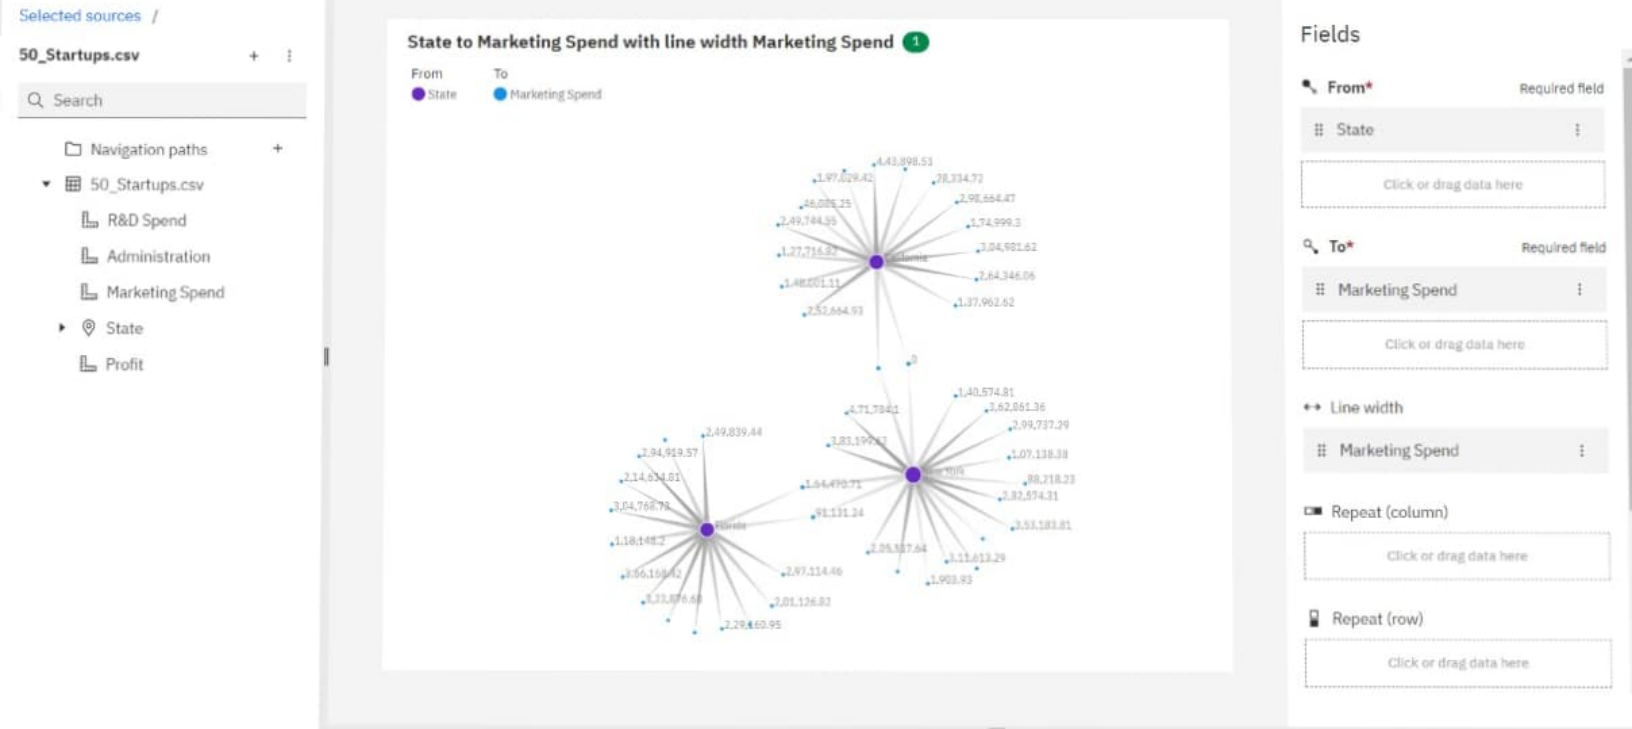 Selected sources /
50_Startups.csv
Search
Navigation paths
50_Startups.csv
R&D Spend
Administration
Marketing Spend
State
Profit
State to Marketing Spend with line width Marketing Spend 1
From
To
State
Marketing Spend
4,43,898.53
1,97,029.42
28,334.72
46,085.25
2,98,664.47
2,49,744.55
1,74,999.3
3,04,981.62
1,27,716.82
2,64,346.06
1,48,001.11
1,37,962.62
2,52,664.93
0
1,40,574.81
4,71,784.1
3,62,861.36
2,99,737.29
2,49,839.44
2,94,919.57
1,07,138.38
2,14,634.81
88,218.23
1,64,470.71
2,82,574.31
3,04,768.73
91,131.24
3,53,183.81
New York
Florida
1,18,148.2
2,05,517.64
3,11,613.29
2,97,114.46
1,903.93
2,01,126.82
2,29,160.95
Fields
From* Required field
State
Click or drag data here
To* Required field
Marketing Spend
Click or drag data here
Line width
Marketing Spend
Repeat (column)
Click or drag data here
Repeat (row)
Click or drag data here